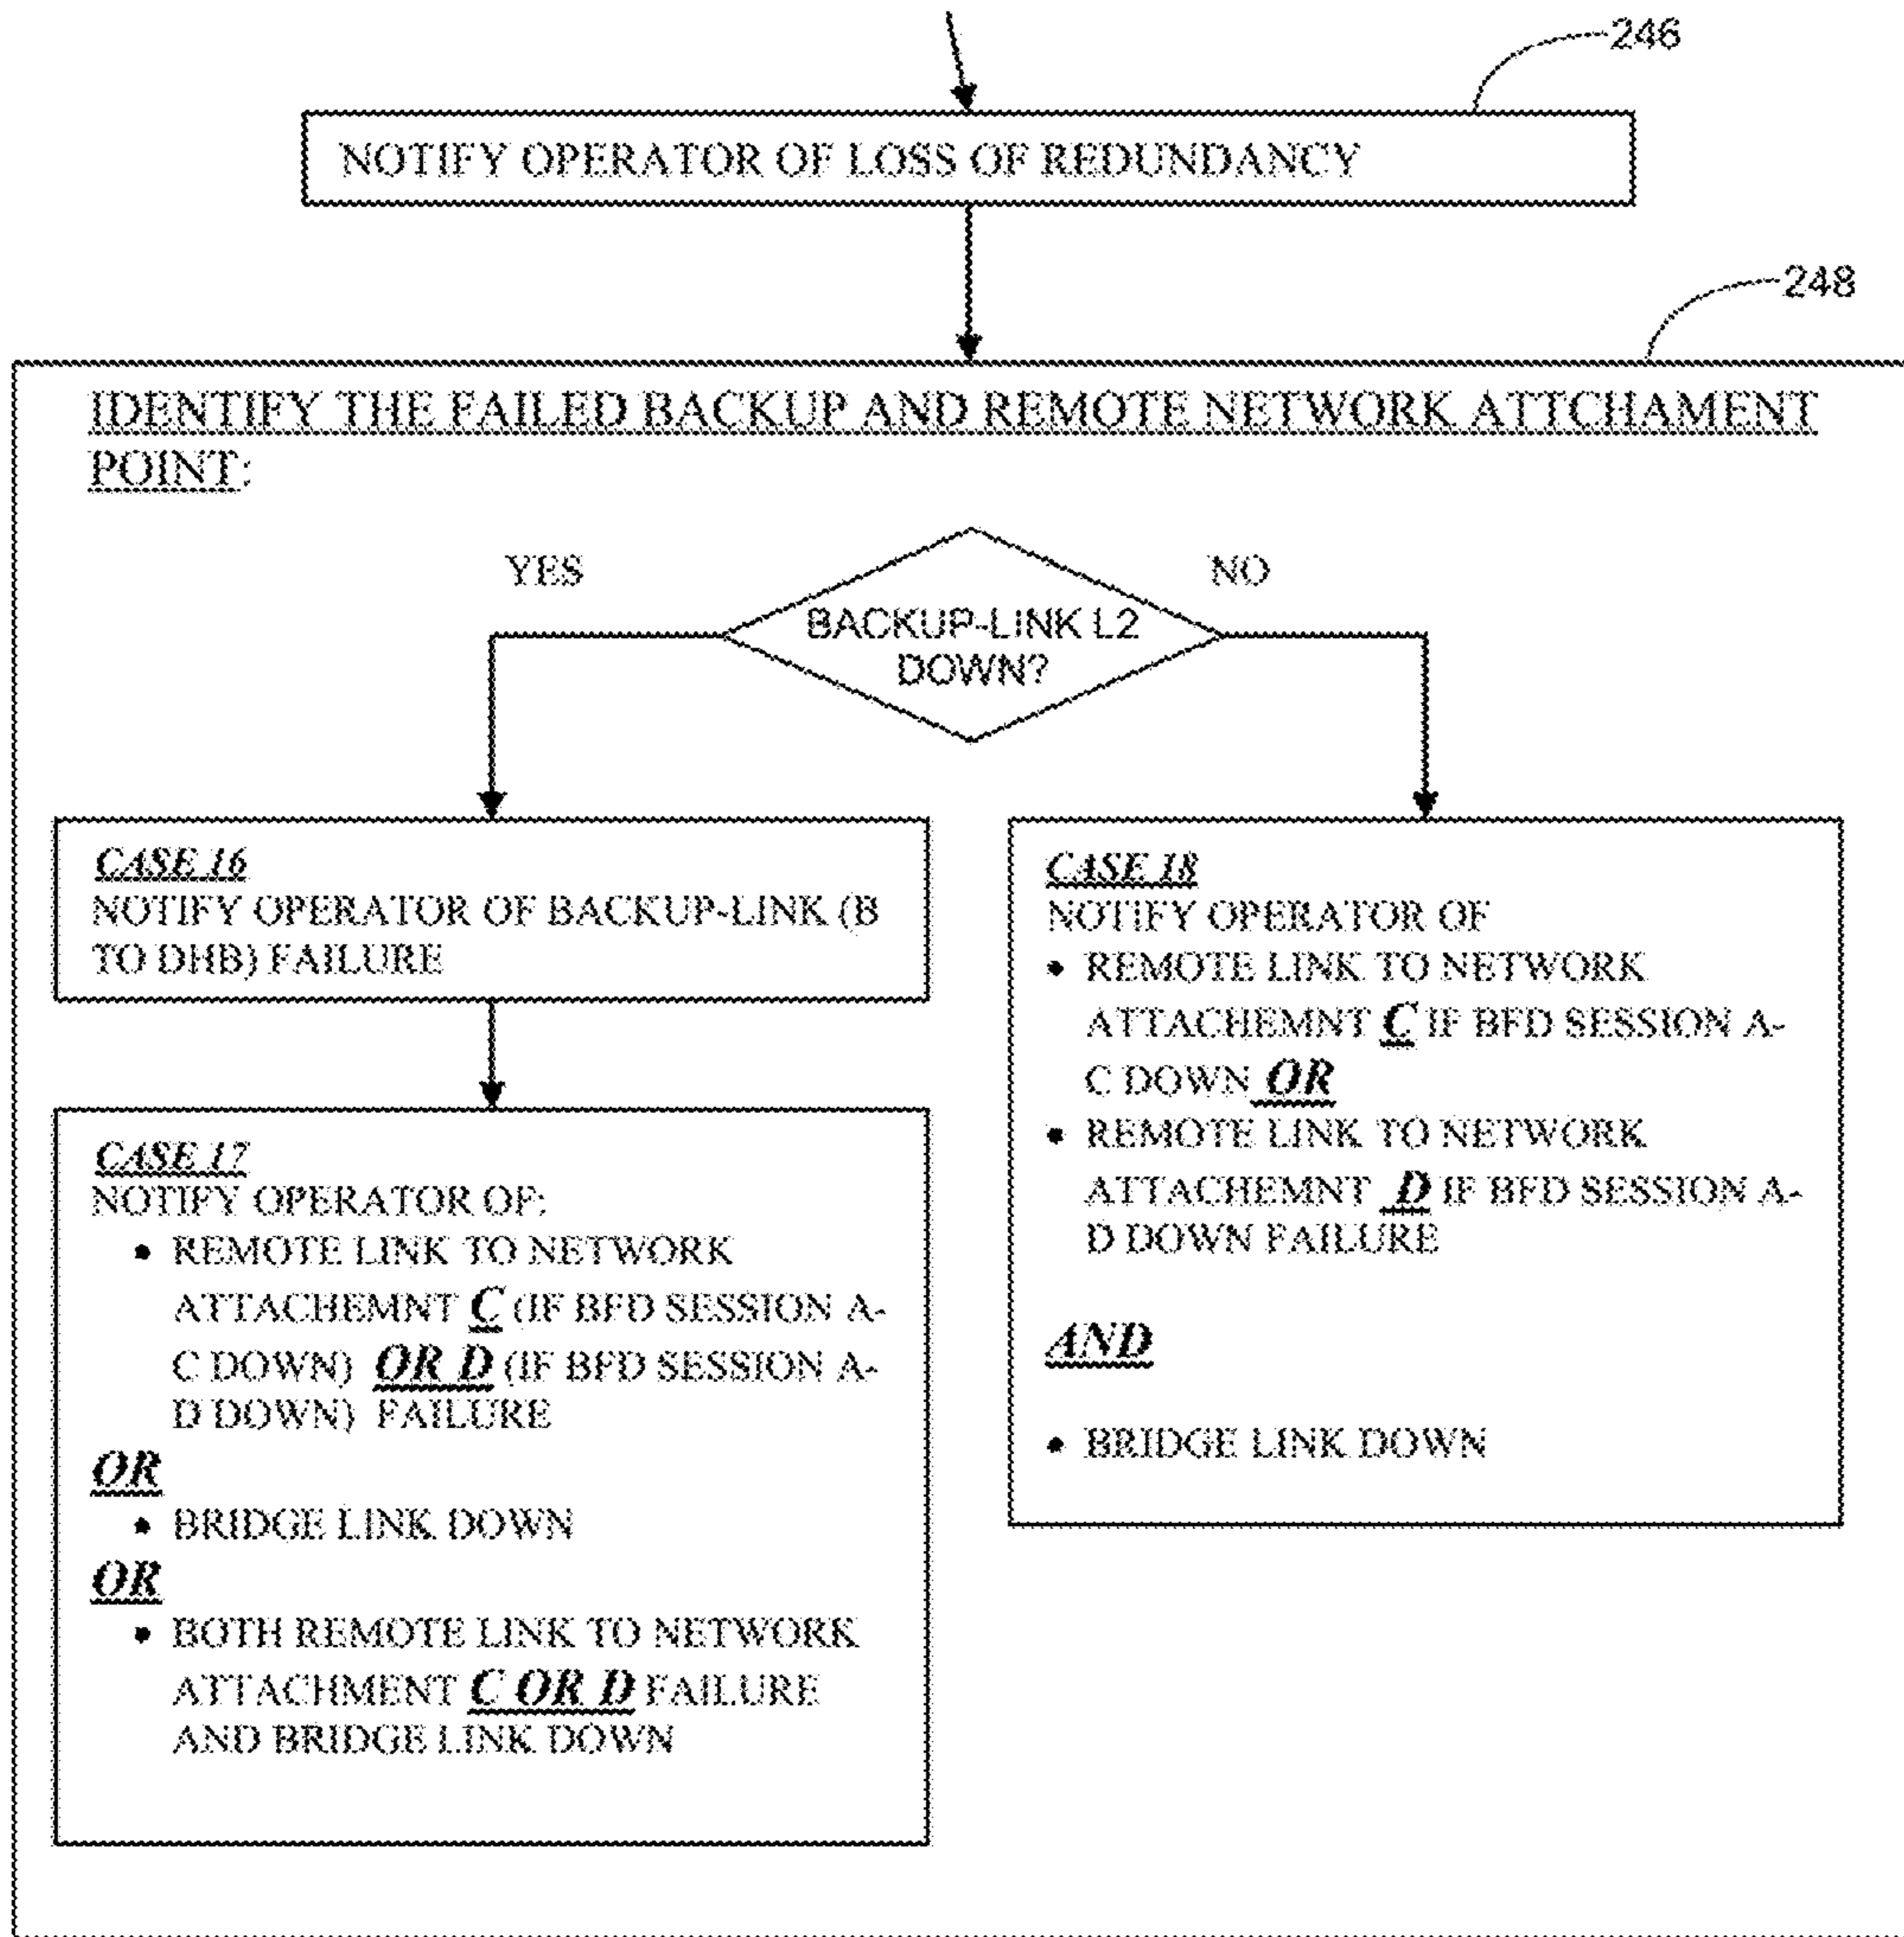 246
NOTIFY OPERATOR OF LOSS OF REDUNDANCY
248
IDENTIFY THE FAILED BACKUP AND REMOTE NETWORK ATTCHAMENT
POINT:
YES
NO
BACKUP-LINK L2
DOWN?
CASE 16
NOTIFY OPERATOR OF BACKUP-LINK (B
TO DHB) FAILURE
CASE 17
NOTIFY OPERATOR OF:
• REMOTE LINK TO NETWORK
ATTACHEMNT C (IF BFD SESSION A-
C DOWN) OR D (IF BFD SESSION A-
D DOWN) FAILURE
OR
• BRIDGE LINK DOWN
OR
• BOTH REMOTE LINK TO NETWORK
ATTACHMENT C OR D FAILURE
AND BRIDGE LINK DOWN
CASE 18
NOTIFY OPERATOR OF
• REMOTE LINK TO NETWORK
ATTACHEMNT C IF BFD SESSION A-
C DOWN OR
• REMOTE LINK TO NETWORK
ATTACHEMNT D IF BFD SESSION A-
D DOWN FAILURE
AND
• BRIDGE LINK DOWN